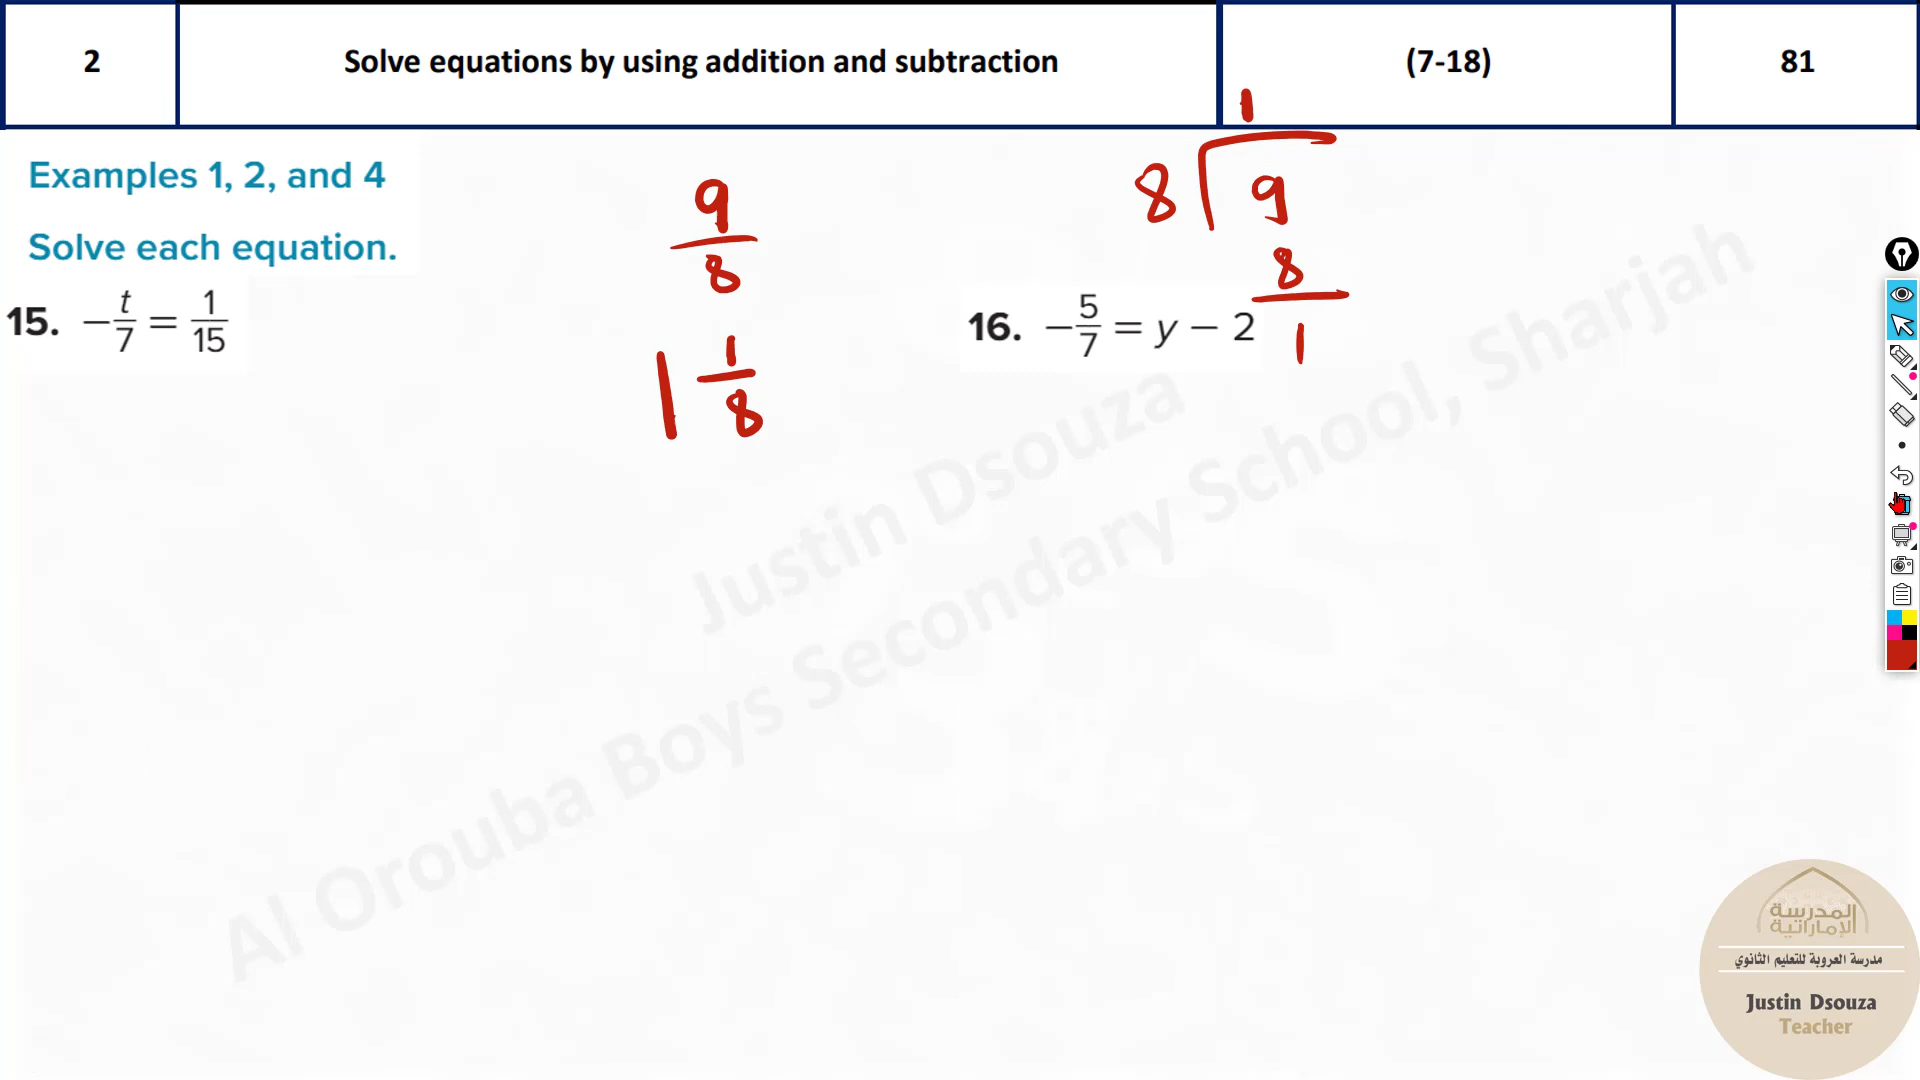 2
Solve equations by using addition and subtraction
(7-18)
81
Examples 1, 2, and 4
Solve each equation.
15. −t/7 = 1/15
9/8
1 1/8
1
8 9
8
1
16. −5/7 = y − 2
Justin Dsouza
Al Orouba Boys Secondary School, Sharjah
المدرسة
الإماراتية
مدرسة العروبة للتعليم الثانوي
Justin Dsouza
Teacher